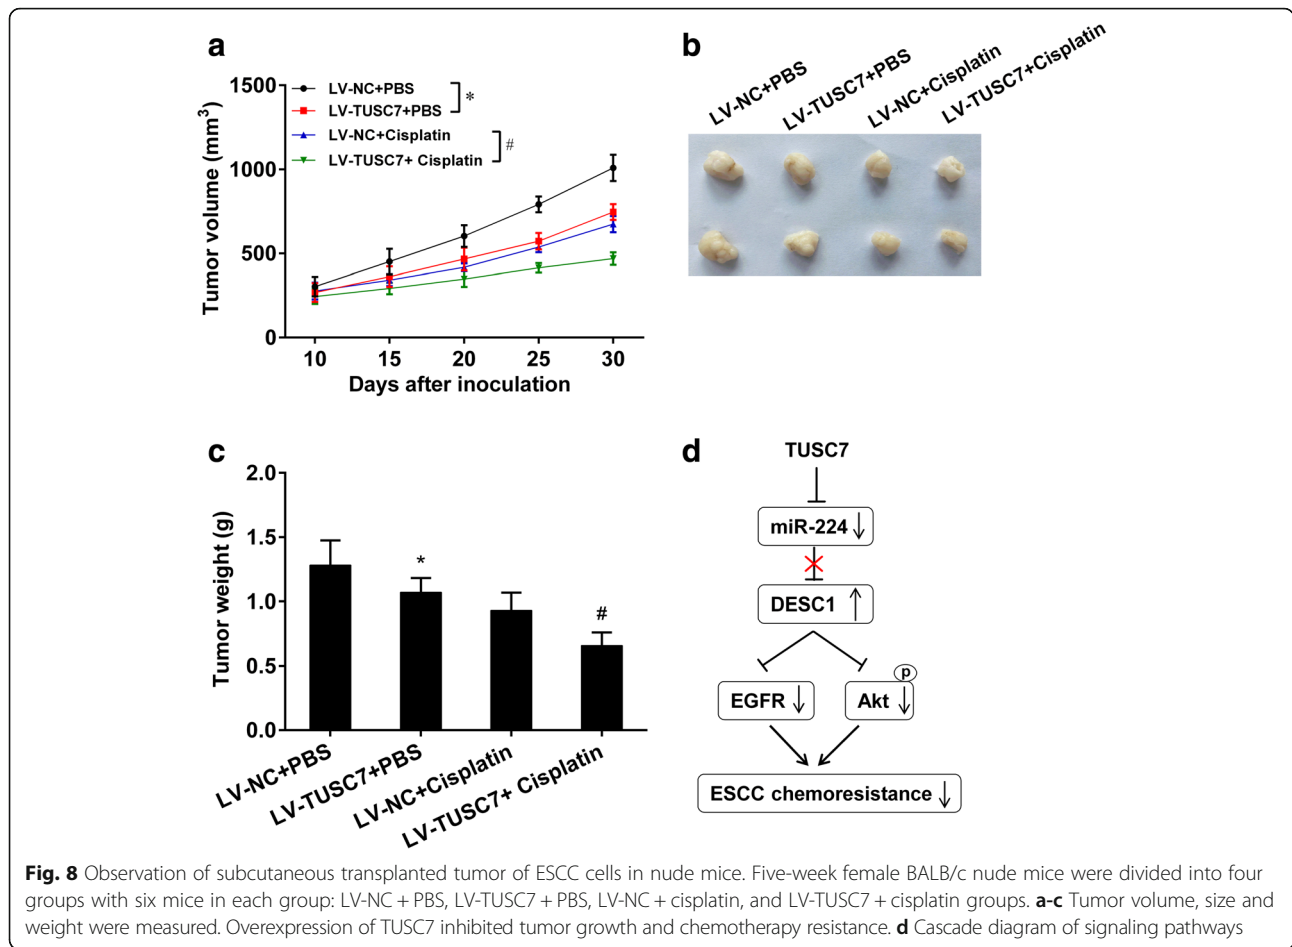 a
1500
1000
500
0
Tumor volume (mm³)
LV-NC+PBS
LV-TUSC7+PBS
*
LV-NC+Cisplatin
LV-TUSC7+ Cisplatin
#
10 15 20 25 30
Days after inoculation
b
LV-NC+PBS
LV-TUSC7+PBS
LV-NC+Cisplatin
LV-TUSC7+Cisplatin
c
2.0
1.5
1.0
0.5
0.0
Tumor weight (g)
*
#
LV-NC+PBS
LV-TUSC7+PBS
LV-NC+Cisplatin
LV-TUSC7+ Cisplatin
d
TUSC7
miR-224↓
DESC1 ↑
p
EGFR ↓ Akt ↓
ESCC chemoresistance ↓
Fig. 8 Observation of subcutaneous transplanted tumor of ESCC cells in nude mice. Five-week female BALB/c nude mice were divided into four
groups with six mice in each group: LV-NC + PBS, LV-TUSC7 + PBS, LV-NC + cisplatin, and LV-TUSC7 + cisplatin groups. a-c Tumor volume, size and
weight were measured. Overexpression of TUSC7 inhibited tumor growth and chemotherapy resistance. d Cascade diagram of signaling pathways